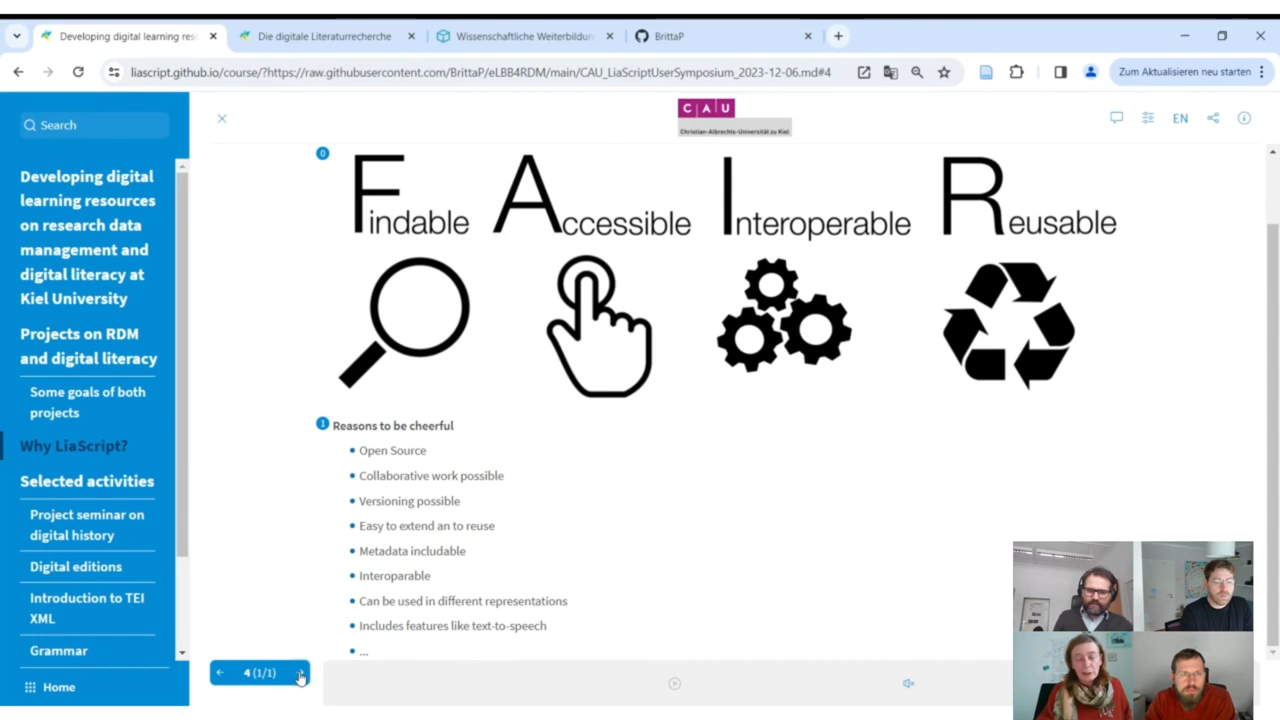 Developing digital learning res
Die digitale Literaturrecherche
Wissenschaftliche Weiterbildun
BrittaP
liascript.github.io/course/?https://raw.githubusercontent.com/BrittaP/eLBB4RDM/main/CAU_LiaScriptUserSymposium_2023-12-06.md#4
Zum Aktualisieren neu starten
Search
Developing digital
learning resources
on research data
management and
digital literacy at
Kiel University
Projects on RDM
and digital literacy
Some goals of both
projects
Why LiaScript?
Selected activities
Project seminar on
digital history
Digital editions
Introduction to TEI
XML
Grammar
Home
CAU
Christian-Albrechts-Universität zu Kiel
EN
0
Findable Accessible Interoperable Reusable
1 Reasons to be cheerful
• Open Source
• Collaborative work possible
• Versioning possible
• Easy to extend an to reuse
• Metadata includable
• Interoparable
• Can be used in different representations
• Includes features like text-to-speech
• ...
4 (1/1)